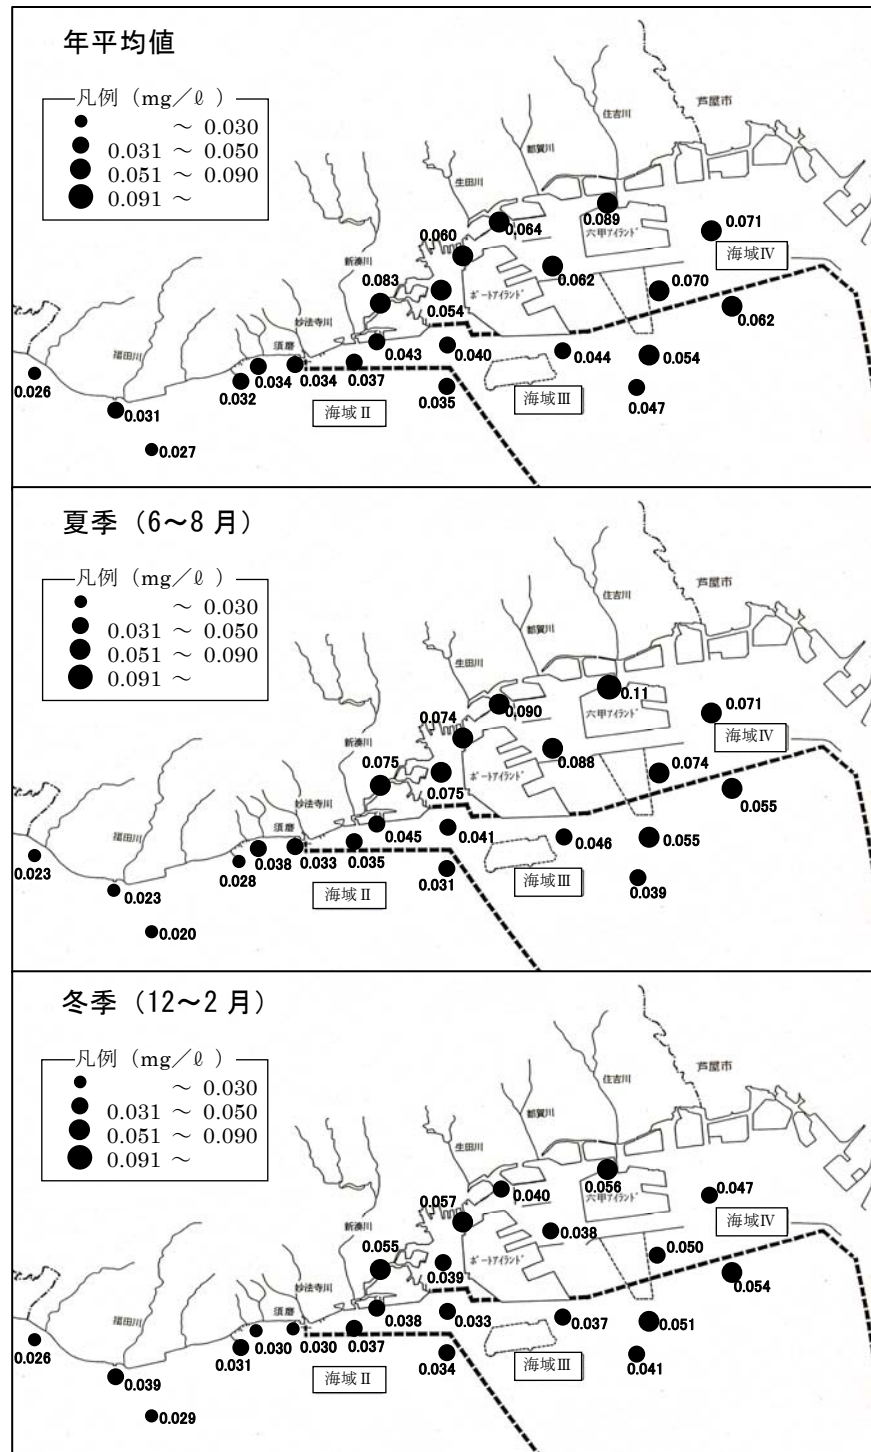 年平均値
凡例（mg／ℓ ）
～ 0.030
0.031 ～ 0.050
0.051 ～ 0.090
0.091 ～
芦屋市
住吉川
都賀川
生田川
新湊川
妙法寺川
須磨
福田川
六甲アイランド
ポートアイランド
海域Ⅳ
海域Ⅲ
海域Ⅱ
0.089
0.071
0.064
0.060
0.062
0.070
0.083
0.054
0.062
0.043
0.040
0.044
0.054
0.034
0.034
0.037
0.026
0.032
0.035
0.047
0.031
0.027
夏季（6～8 月）
凡例（mg／ℓ ）
～ 0.030
0.031 ～ 0.050
0.051 ～ 0.090
0.091 ～
芦屋市
住吉川
都賀川
生田川
新湊川
妙法寺川
須磨
福田川
六甲アイランド
ポートアイランド
海域Ⅳ
海域Ⅲ
海域Ⅱ
0.11
0.071
0.090
0.074
0.088
0.074
0.075
0.075
0.055
0.045
0.041
0.046
0.055
0.038
0.033
0.035
0.023
0.028
0.031
0.039
0.023
0.020
冬季（12～2 月）
凡例（mg／ℓ ）
～ 0.030
0.031 ～ 0.050
0.051 ～ 0.090
0.091 ～
芦屋市
住吉川
都賀川
生田川
新湊川
妙法寺川
須磨
福田川
六甲アイランド
ポートアイランド
海域Ⅳ
海域Ⅲ
海域Ⅱ
0.056
0.047
0.040
0.057
0.038
0.050
0.055
0.039
0.054
0.038
0.033
0.037
0.051
0.030
0.030
0.037
0.026
0.031
0.034
0.041
0.039
0.029